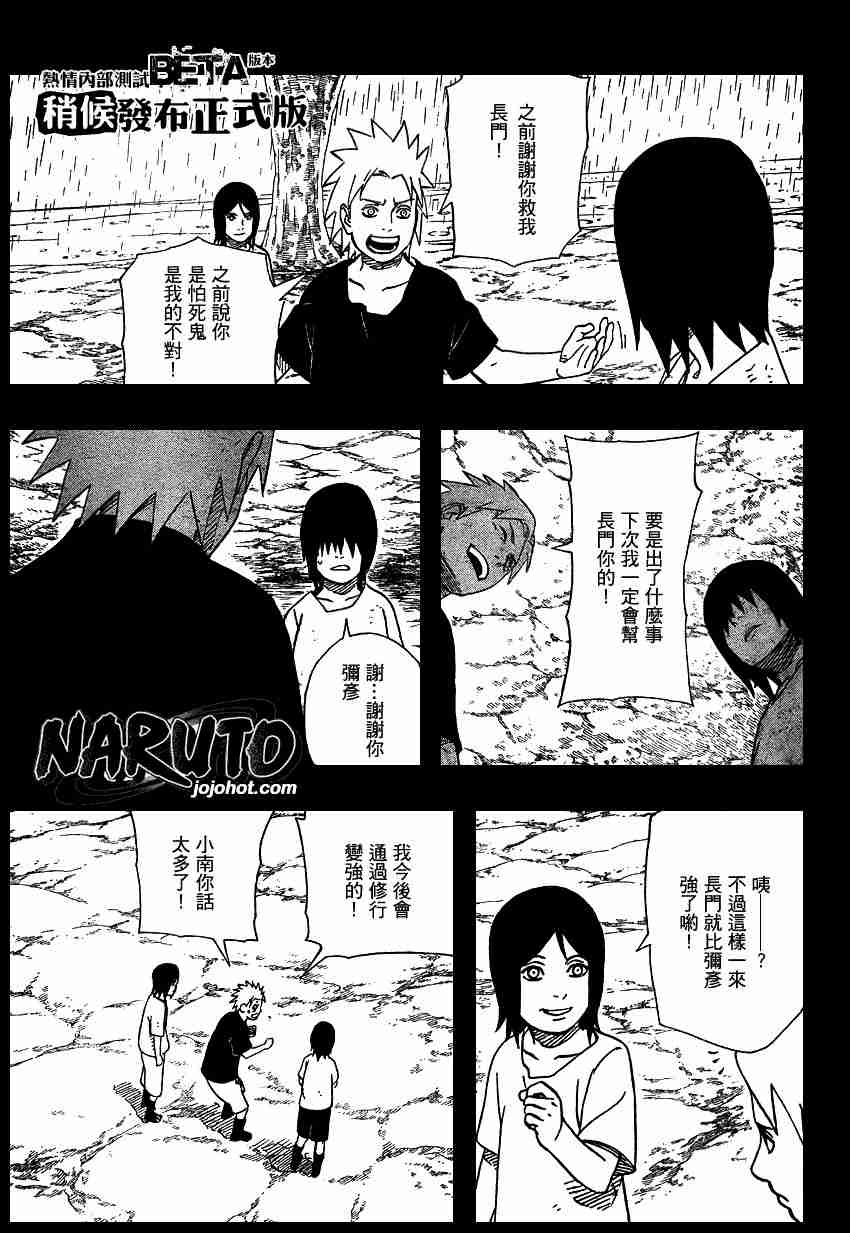 熱情內部測試BETA版本
稍候發布正式版
之前謝謝你救我
長門！
之前說你
是怕死鬼
是我的不對！
要是出了什麼事
下次我一定會幫
長門你的！
謝…謝謝你
彌彥
NARUTO
jojohot.com
咦——？
不過這樣一來
長門就比彌彥
強了喲！
我今後會
通過修行
變強的！
小南你話
太多了！